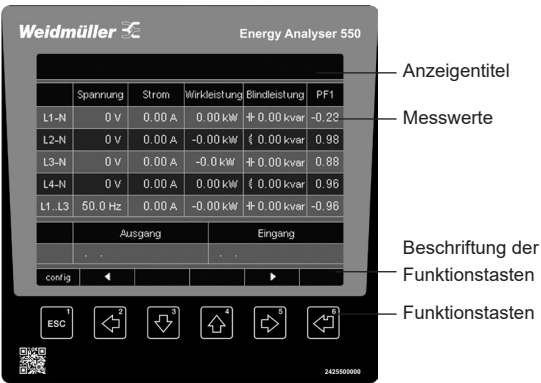 Weidmüller Energy Analyser 550
Anzeigentitel
Spannung Strom Wirkleistung Blindleistung PF1
L1-N 0 V 0.00 A 0.00 kW 0.00 kvar -0.23
Messwerte
L2-N 0 V 0.00 A -0.00 kW 0.00 kvar 0.98
L3-N 0 V 0.00 A -0.0 kW 0.00 kvar 0.88
L4-N 0 V 0.00 A 0.00 kW 0.00 kvar 0.96
L1..L3 50.0 Hz 0.00 A -0.00 kW 0.00 kvar -0.96
Ausgang Eingang
Beschriftung der
Funktionstasten
config
ESC 1 2 3 4 5 6
Funktionstasten
2425500000